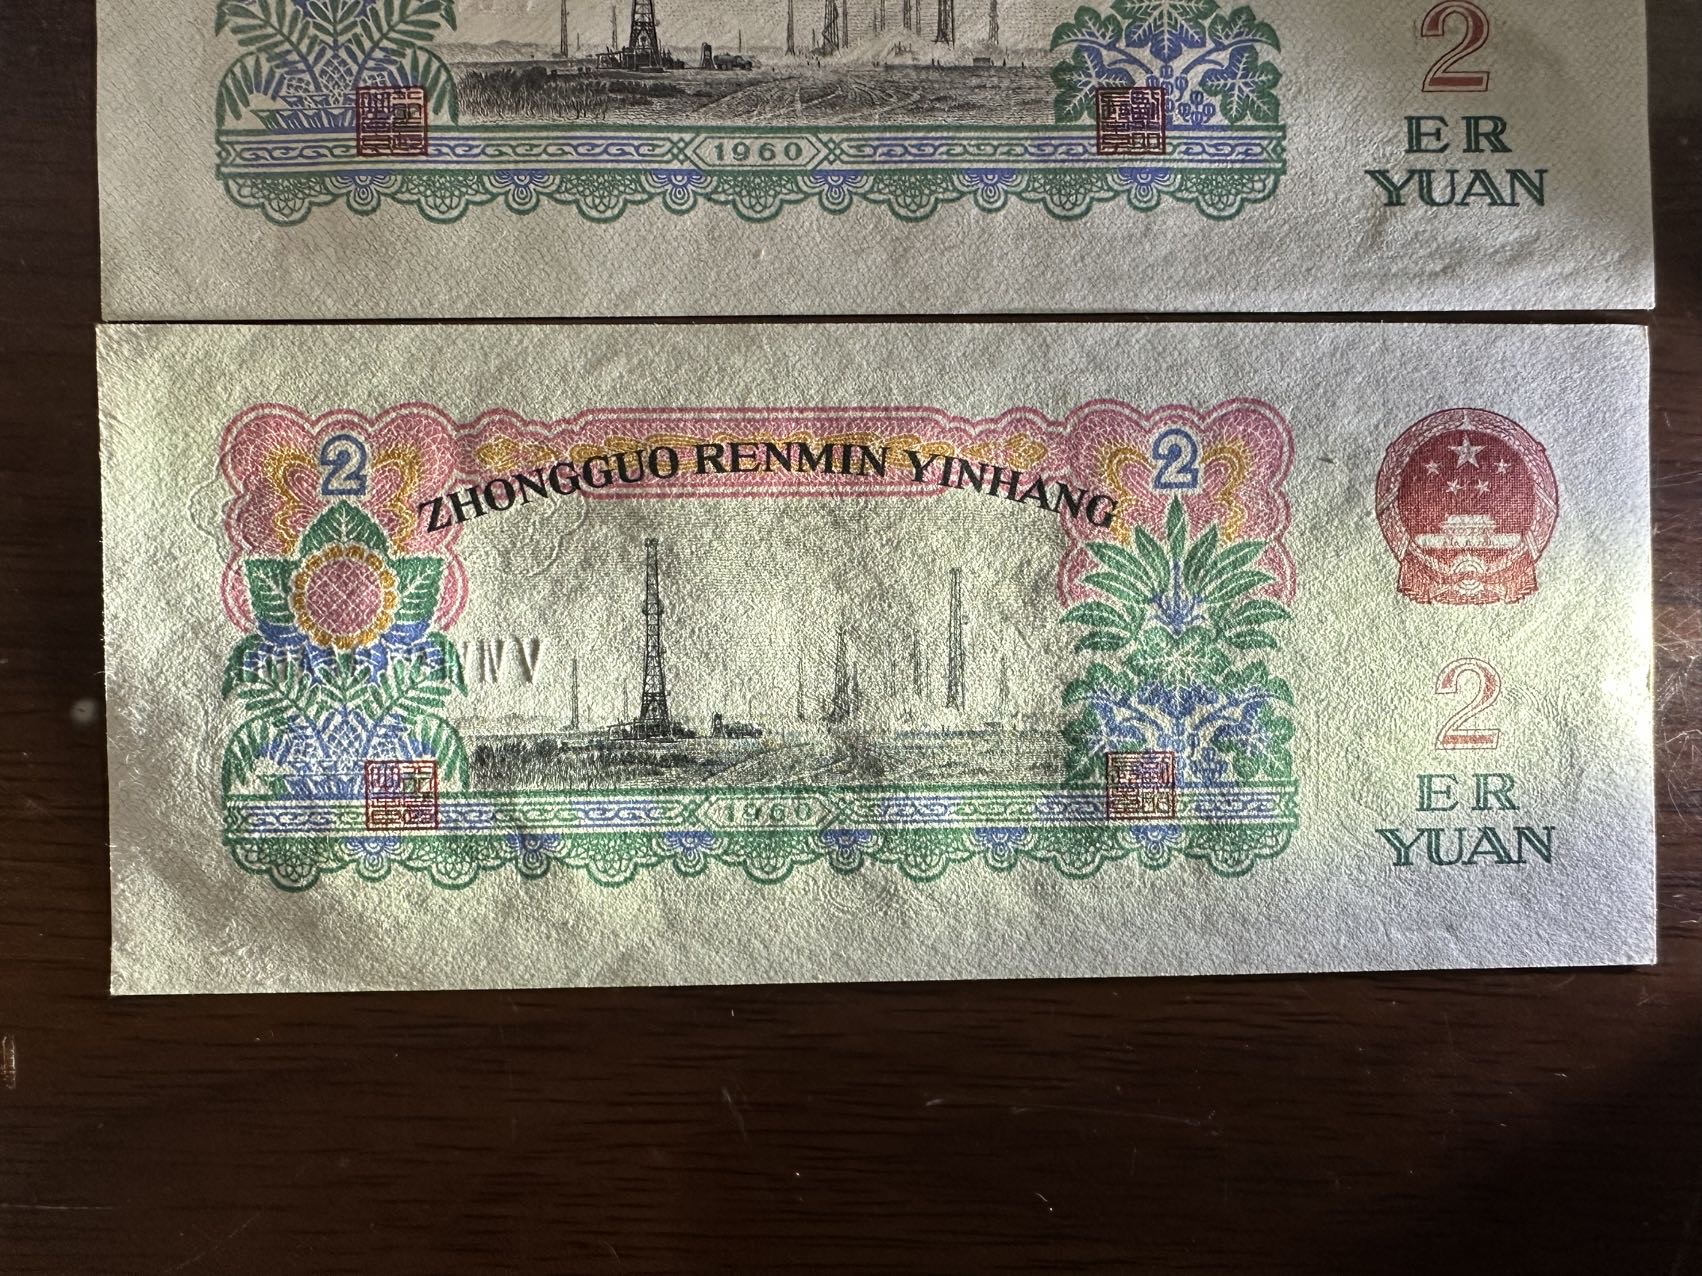 2
ER
YUAN
1960
ZHONGGUO RENMIN YINHANG
2
2
2
ER
YUAN
1960